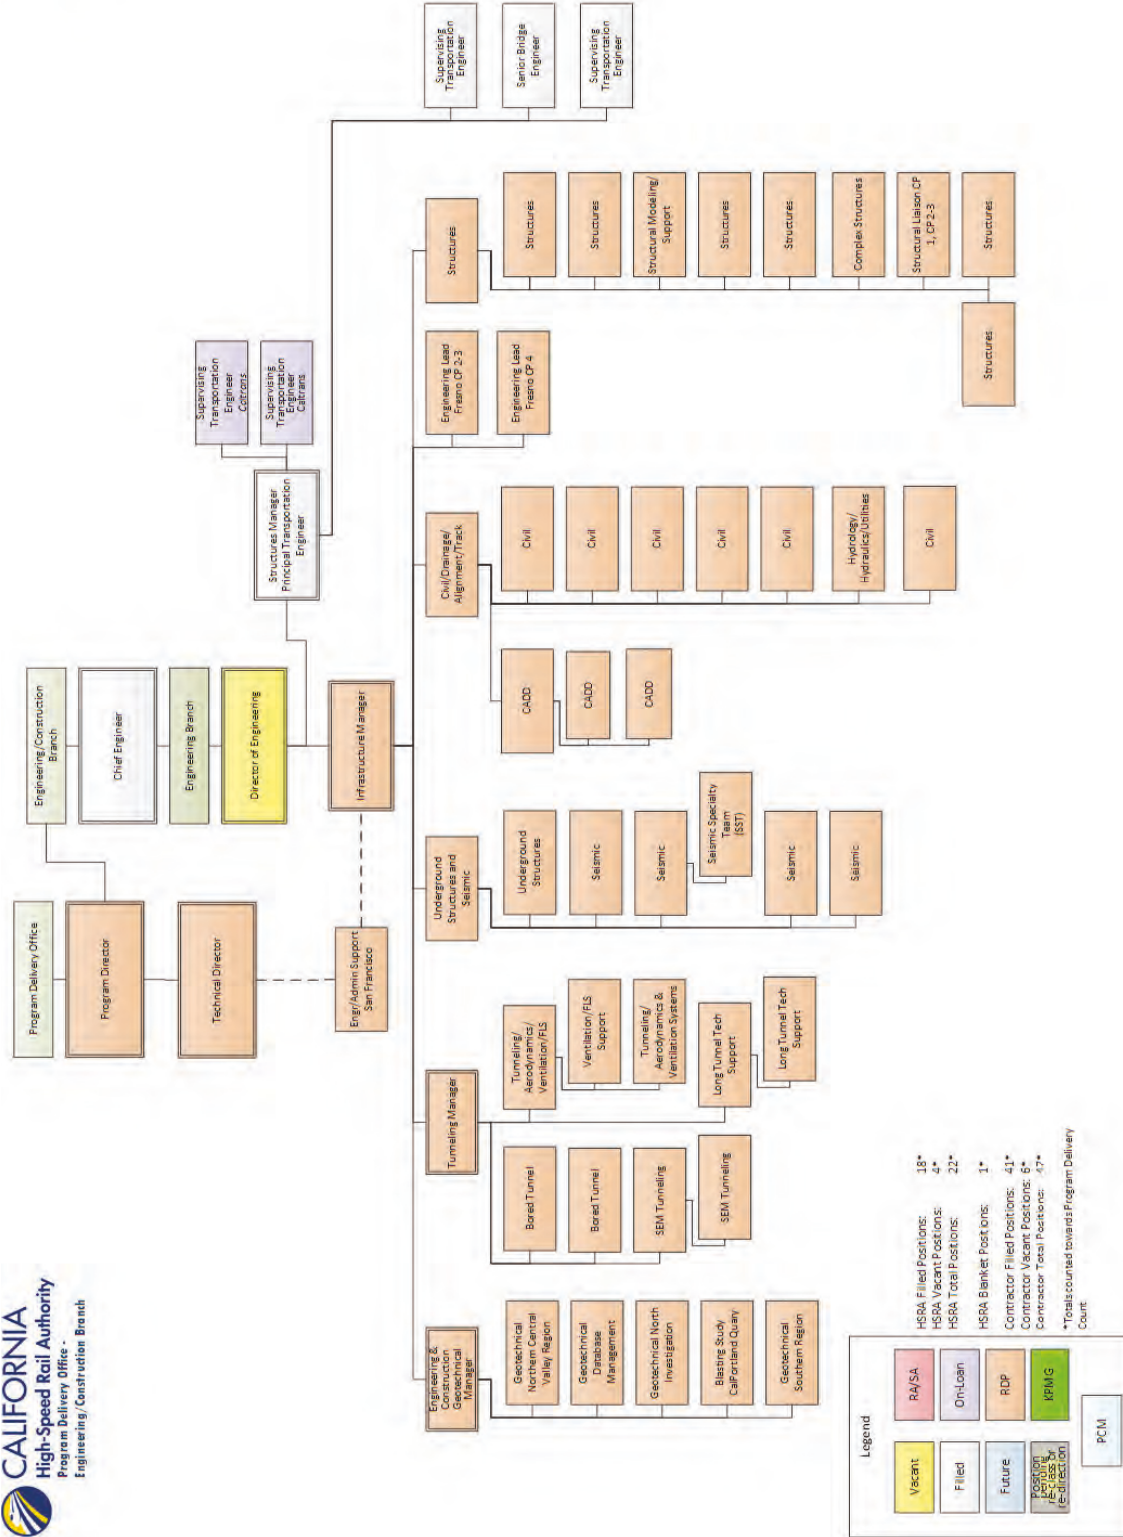 CALIFORNIA
High-Speed Rail Authority
Program Delivery Office -
Engineering/Construction Branch
Program Delivery Office
Program Director
Technical Director
Engr/Admin Support
San Francisco
Engineering/Construction
Branch
Chief Engineer
Engineering Branch
Director of Engineering
Infrastructure Manager
Structures Manager
Principal Transportation
Engineer
Supervising
Transportation
Engineer
Caltrans
Supervising
Transportation
Engineer
Caltrans
Supervising
Transportation
Engineer
Senior Bridge
Engineer
Supervising
Transportation
Engineer
Engineering &
Construction
Geotechnical
Manager
Geotechnical
Northern Central
Valley Region
Geotechnical
Database
Management
Geotechnical North
Investigation
Blasting Study
CalPortland Quary
Geotechnical
Southern Region
Tunneling Manager
Bored Tunnel
Bored Tunnel
SEM Tunneling
SEM Tunneling
Tunneling/
Aerodynamics/
Ventilation/FLS
Ventilation/FLS
Support
Tunneling/
Aerodynamics &
Ventilation Systems
Long Tunnel Tech
Support
Long Tunnel Tech
Support
Underground
Structures and
Seismic
Underground
Structures
Seismic
Seismic
Seismic Specialty
Team
(SST)
Seismic
Seismic
Civil/Drainage/
Alignment/Track
CADD
CADD
CADD
Civil
Civil
Civil
Civil
Civil
Hydrology/
Hydraulics/Utilities
Civil
Engineering Lead
Fresno CP 2-3
Engineering Lead
Fresno CP 4
Structures
Structures
Structures
Structural Modeling/
Support
Structures
Structures
Complex Structures
Structural Liaison CP
1, CP 2-3
Structures
Structures
Legend
Vacant
RA/SA
Filled
On-Loan
Future
RDP
Position
pending
re-class or
re-direction
KPMG
PCM
HSRA Filled Positions: 18*
HSRA Vacant Positions: 4*
HSRA Total Positions: 22*
HSRA Blanket Positions: 1*
Contractor Filled Positions: 41*
Contractor Vacant Positions: 6*
Contractor Total Positions: 47*
*Totals counted towards Program Delivery
Count